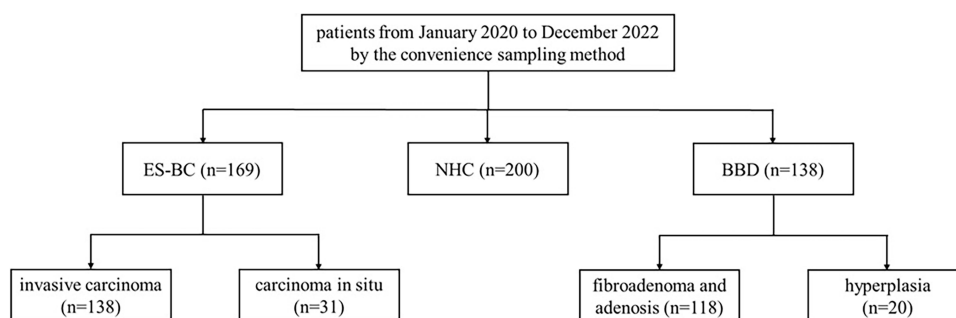 patients from January 2020 to December 2022
by the convenience sampling method
ES-BC (n=169)
NHC (n=200)
BBD (n=138)
invasive carcinoma
(n=138)
carcinoma in situ
(n=31)
fibroadenoma and
adenosis (n=118)
hyperplasia
(n=20)